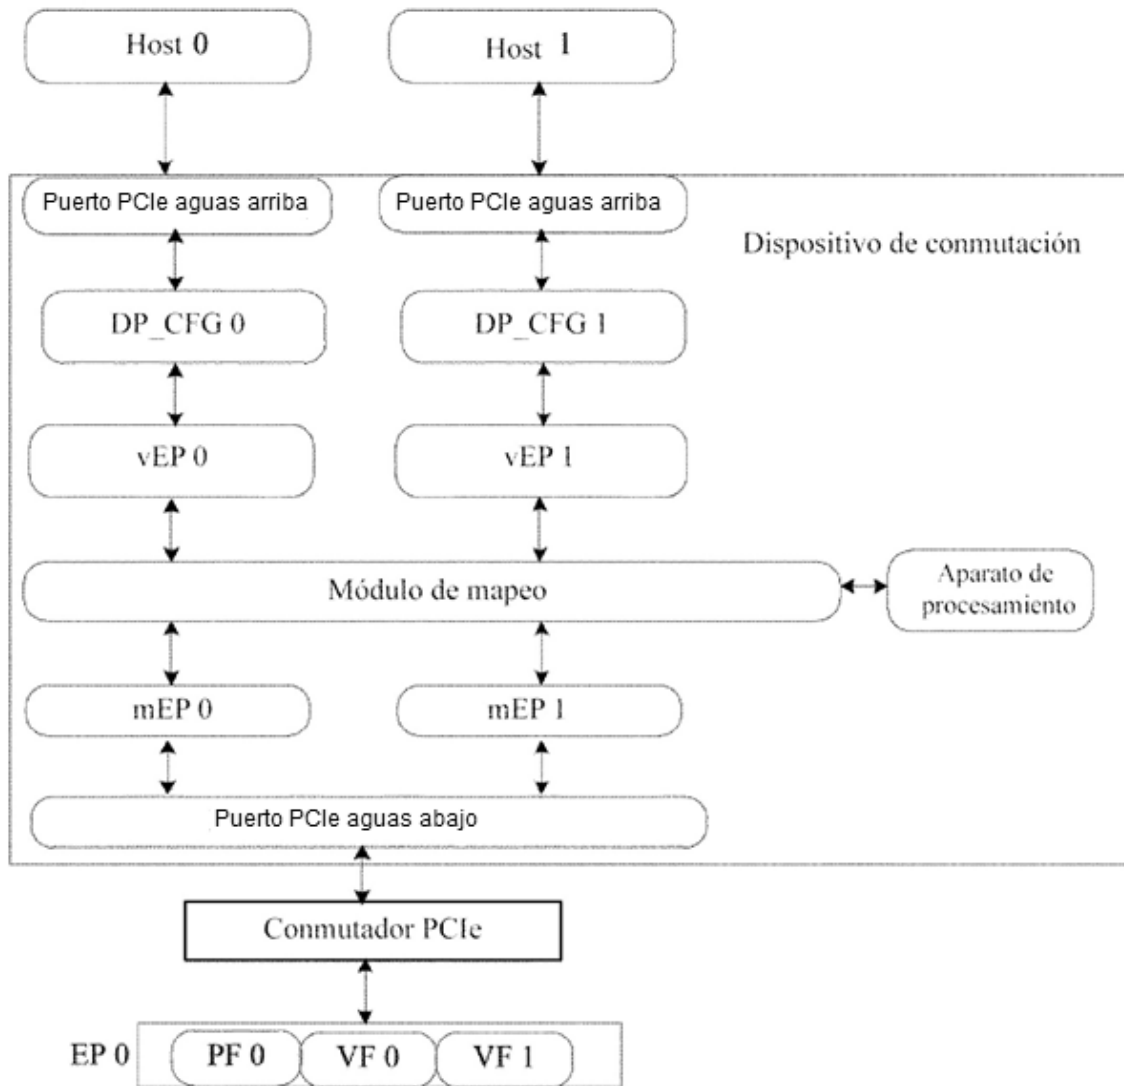 Host 0
Host 1
Puerto PCIe aguas arriba
Puerto PCIe aguas arriba
Dispositivo de conmutación
DP_CFG 0
DP_CFG 1
vEP 0
vEP 1
Módulo de mapeo
Aparato de
procesamiento
mEP 0
mEP 1
Puerto PCIe aguas abajo
Conmutador PCIe
EP 0
PF 0
VF 0
VF 1